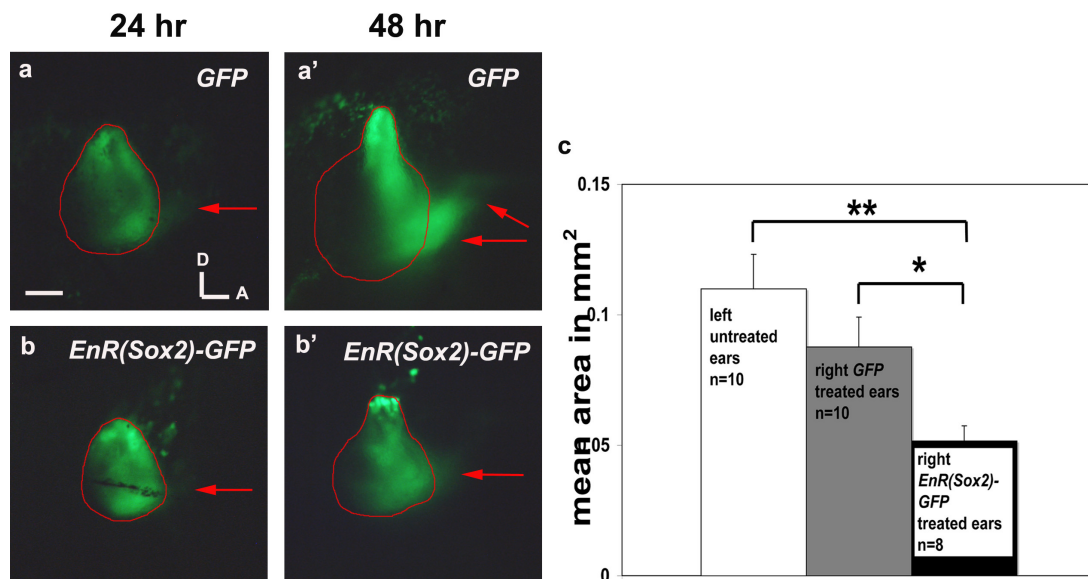 24 hr
48 hr
a
GFP
a'
GFP
D
A
b
EnR(Sox2)-GFP
b'
EnR(Sox2)-GFP
c
mean area in mm²
0.15
0.1
0.05
0
**
*
left
untreated
ears
n=10
right GFP
treated ears
n=10
right
EnR(Sox2)-
GFP
treated ears
n=8